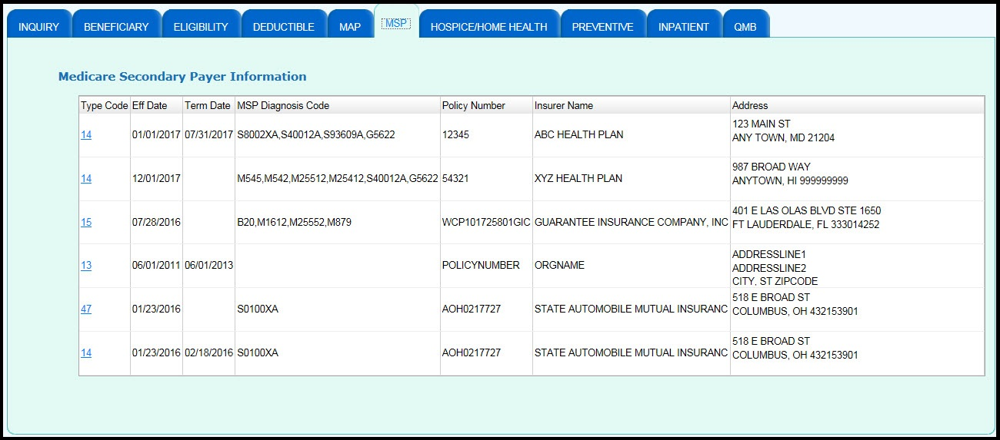 INQUIRY BENEFICIARY ELIGIBILITY DEDUCTIBLE MAP MSP HOSPICE/HOME HEALTH PREVENTIVE INPATIENT QMB
Medicare Secondary Payer Information
Type Code Eff Date Term Date MSP Diagnosis Code Policy Number Insurer Name Address
14 01/01/2017 07/31/2017 S8002XA,S40012A,S93609A,G5622 12345 ABC HEALTH PLAN 123 MAIN ST
ANY TOWN, MD 21204
14 12/01/2017 M545,M542,M25512,M25412,S40012A,G5622 54321 XYZ HEALTH PLAN 987 BROAD WAY
ANYTOWN, HI 999999999
15 07/28/2016 B20,M1612,M25552,M879 WCP101725801GIC GUARANTEE INSURANCE COMPANY, INC 401 E LAS OLAS BLVD STE 1650
FT LAUDERDALE, FL 333014252
13 06/01/2011 06/01/2013 POLICYNUMBER ORGNAME ADDRESSLINE1
ADDRESSLINE2
CITY, ST ZIPCODE
47 01/23/2016 S0100XA AOH0217727 STATE AUTOMOBILE MUTUAL INSURANC 518 E BROAD ST
COLUMBUS, OH 432153901
14 01/23/2016 02/18/2016 S0100XA AOH0217727 STATE AUTOMOBILE MUTUAL INSURANC 518 E BROAD ST
COLUMBUS, OH 432153901